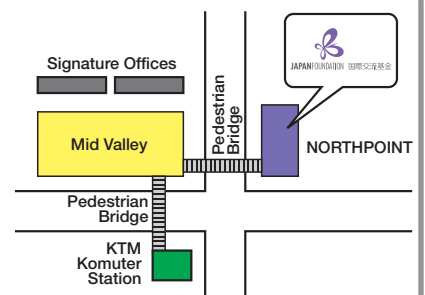 JAPANFOUNDATION 国際交流基金
Signature Offices
Mid Valley
Pedestrian
Bridge
NORTHPOINT
Pedestrian
Bridge
KTM
Komuter
Station